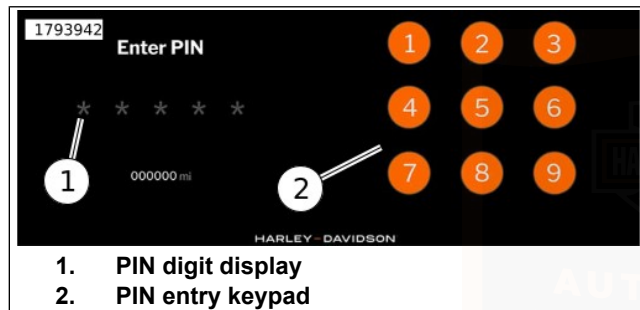 1793942
Enter PIN
1 2 3
* * * * *
4 5 6
1
000000 mi
2
7 8 9
HARLEY-DAVIDSON
1. PIN digit display
2. PIN entry keypad